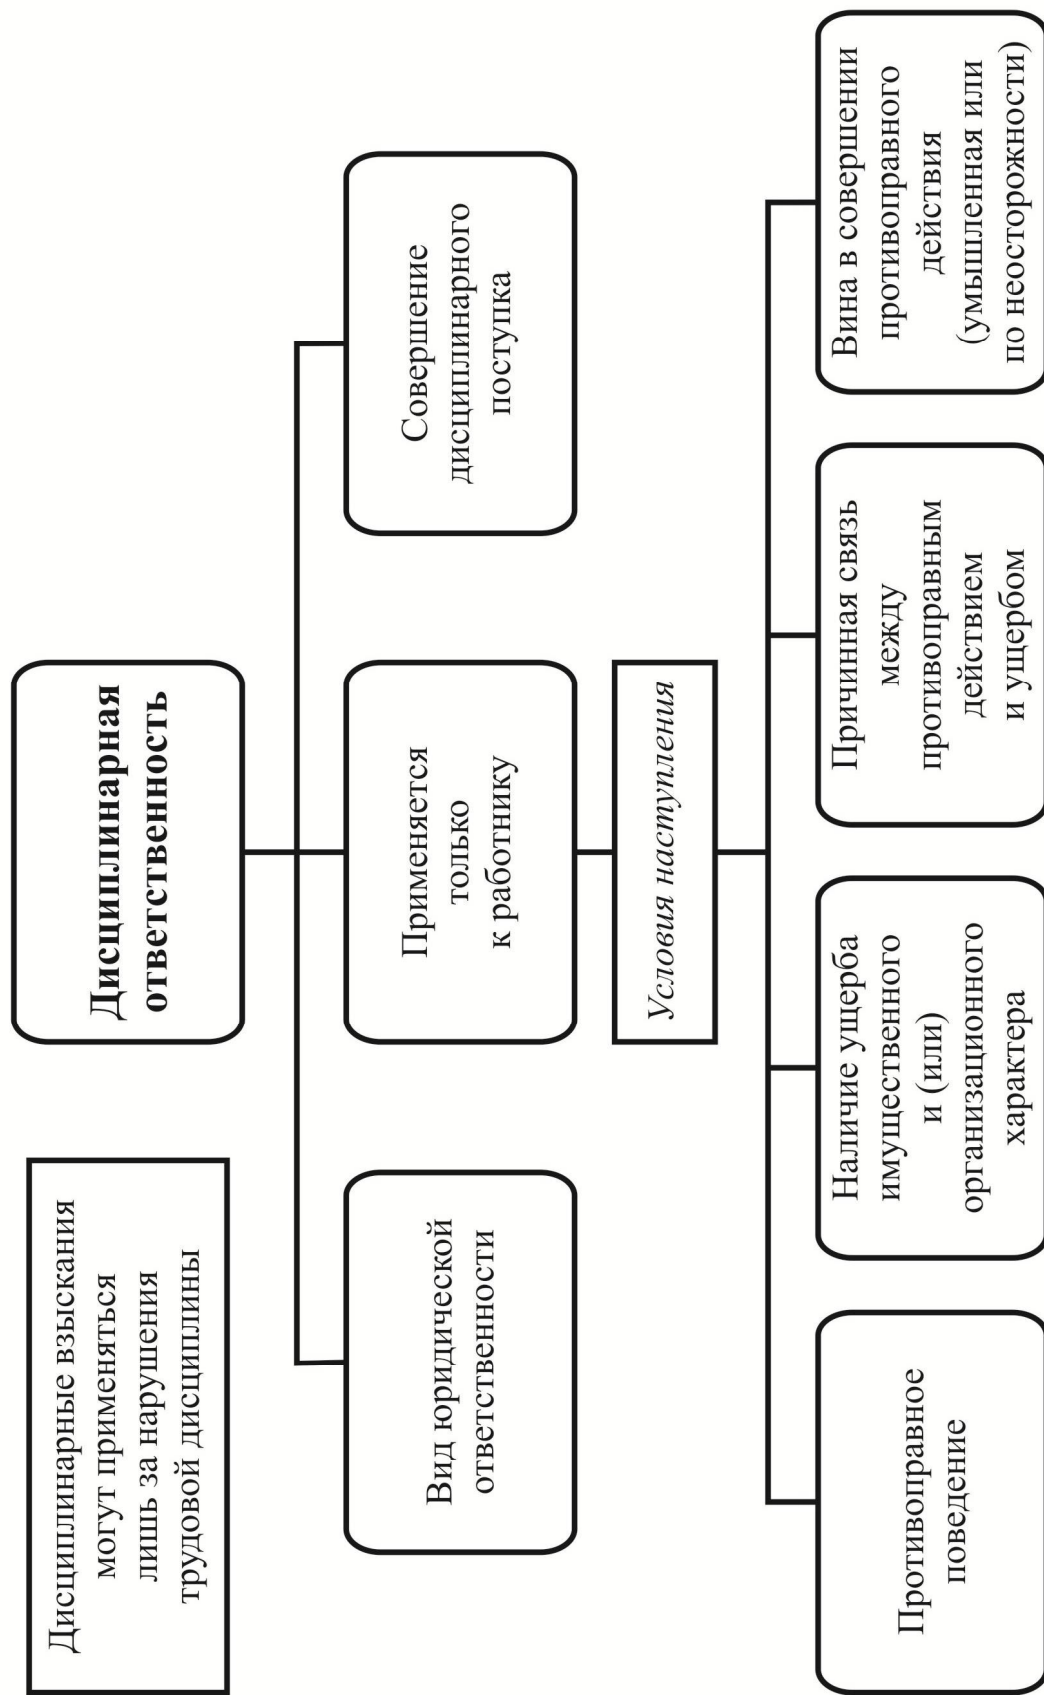 Дисциплинарные взыскания
могут применяться
лишь за нарушения
трудовой дисциплины
Дисциплинарная
ответственность
Вид юридической
ответственности
Применяется
только
к работнику
Совершение
дисциплинарного
поступка
Условия наступления
Противоправное
поведение
Наличие ущерба
имущественного
и (или)
организационного
характера
Причинная связь
между
противоправным
действием
и ущербом
Вина в совершении
противоправного
действия
(умышленная или
по неосторожности)